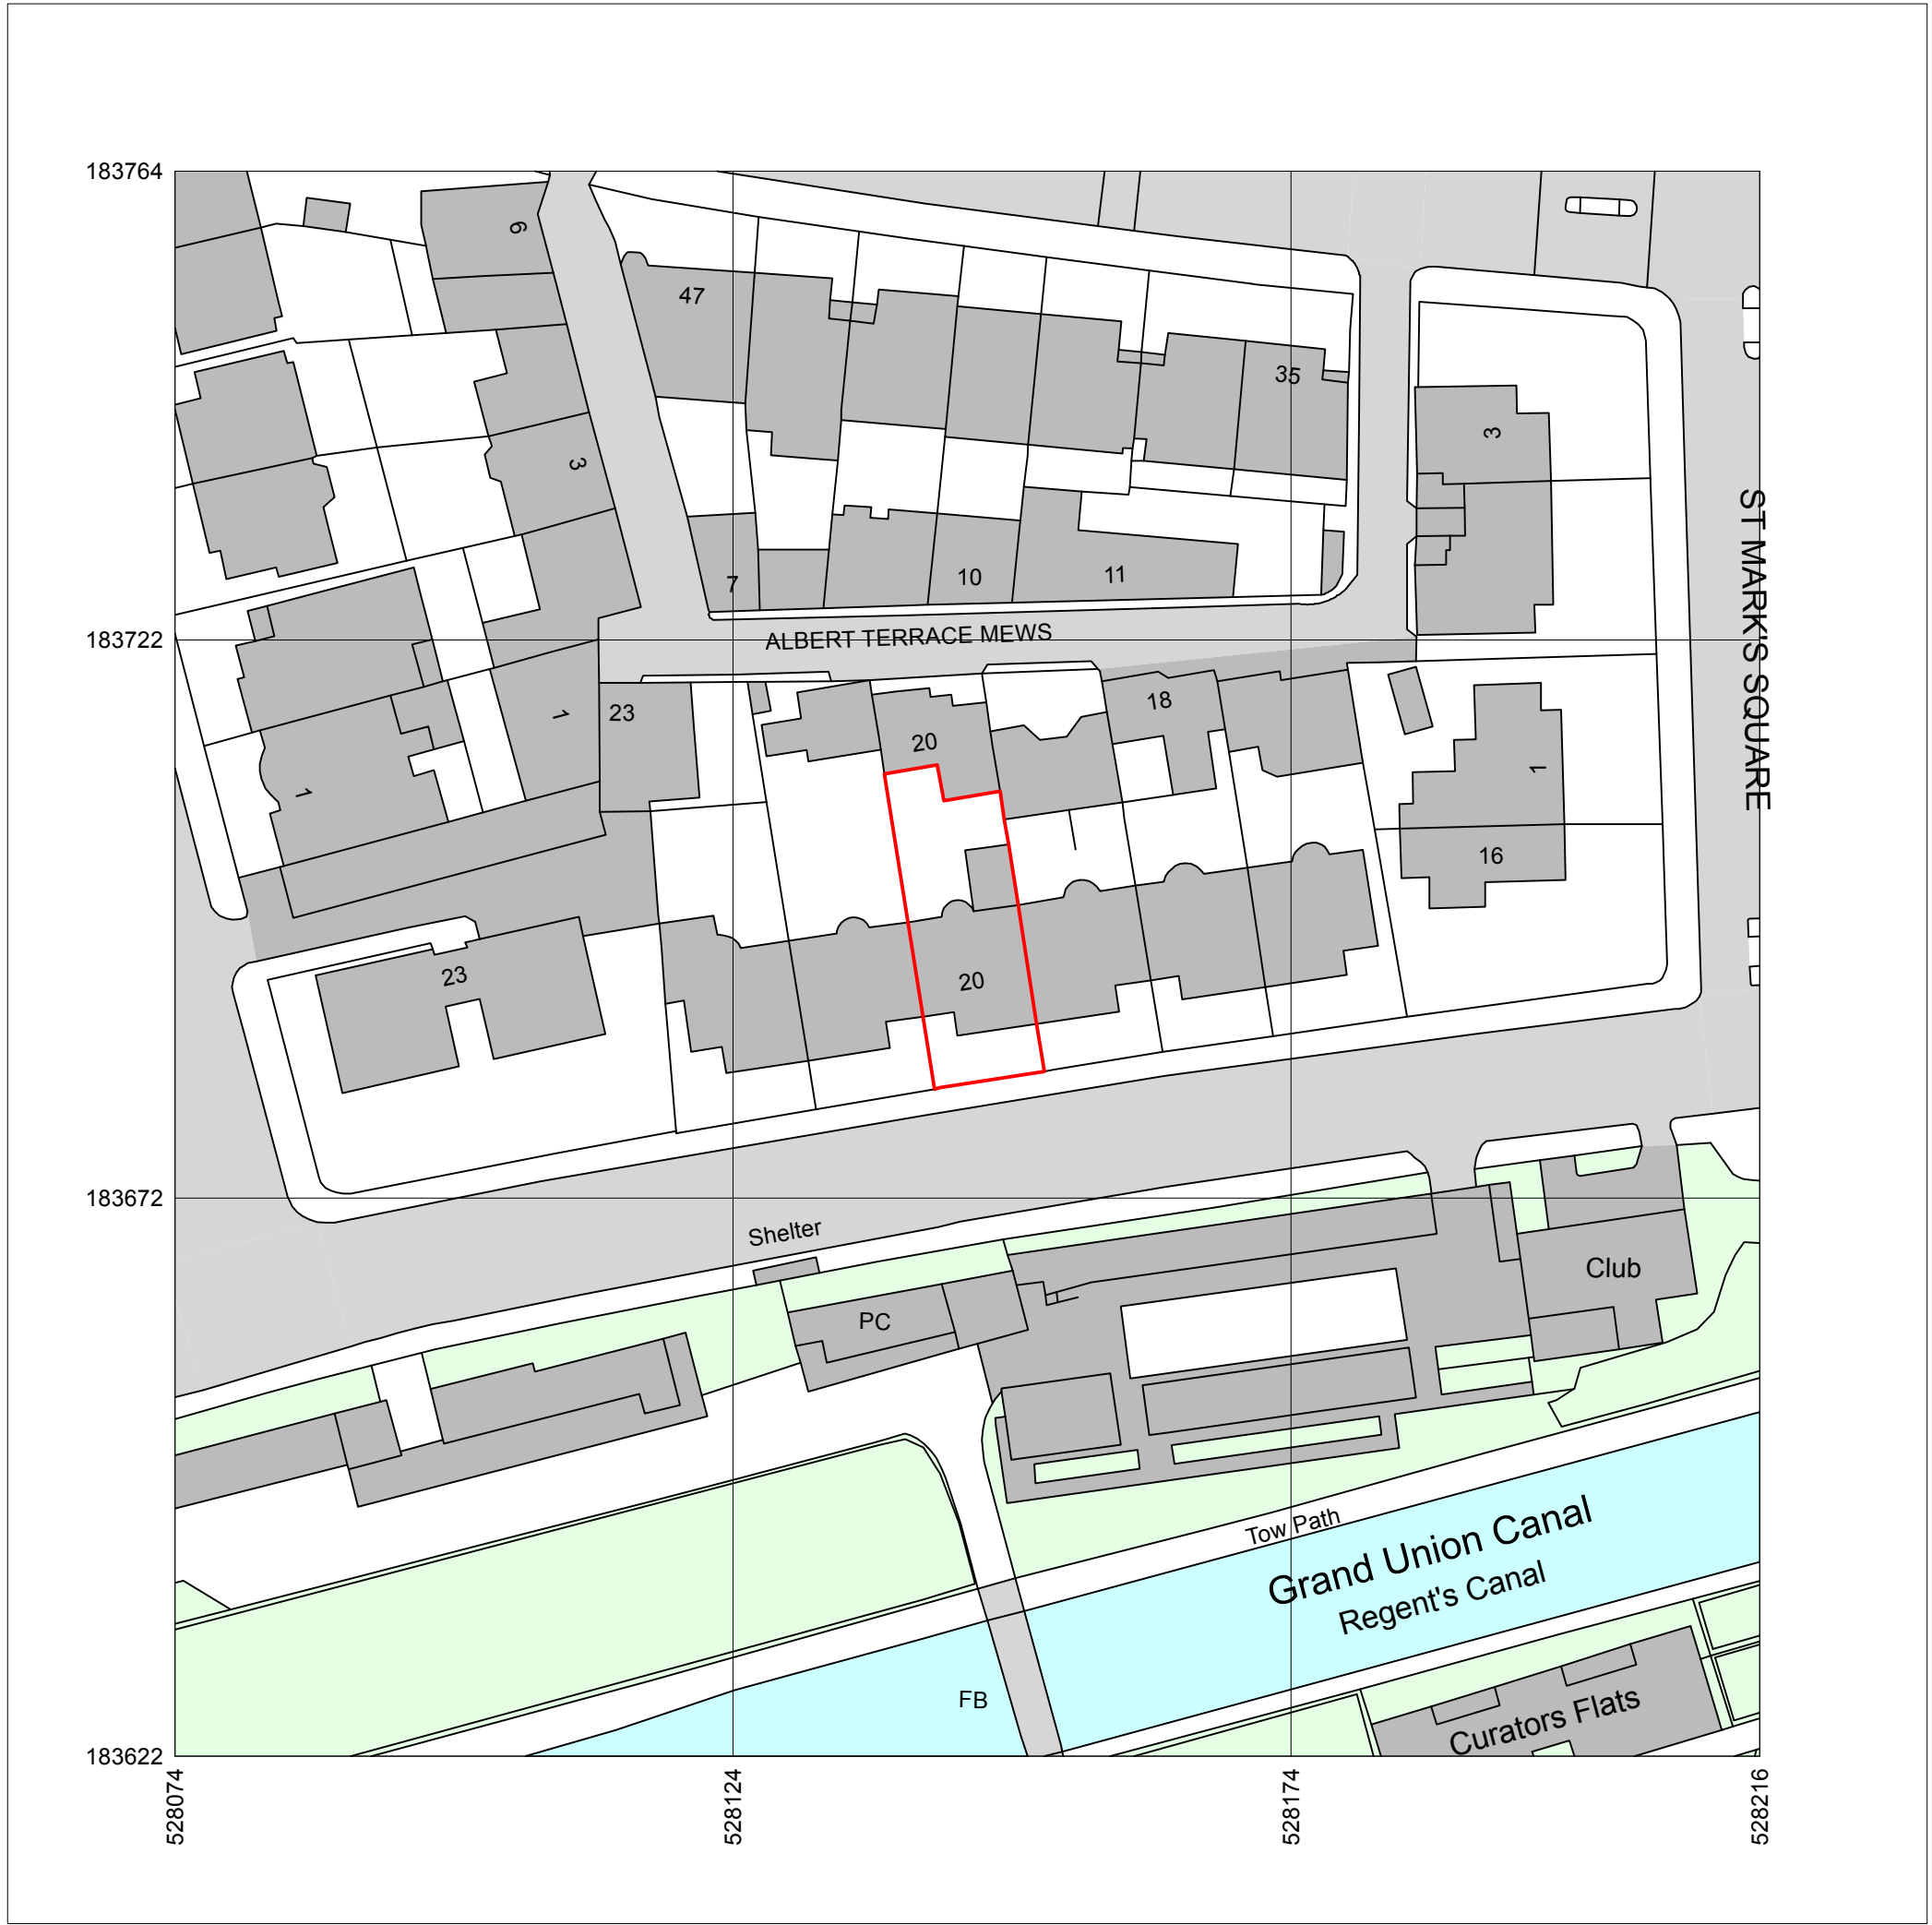 183764
6
47
35
3
3
ST MARK'S SQUARE
7
10
11
183722
ALBERT TERRACE MEWS
1
23
20
18
1
1
16
23
20
183672
Shelter
Club
PC
Tow Path
Grand Union Canal
Regent's Canal
FB
Curators Flats
183622
528074
528124
528174
528216